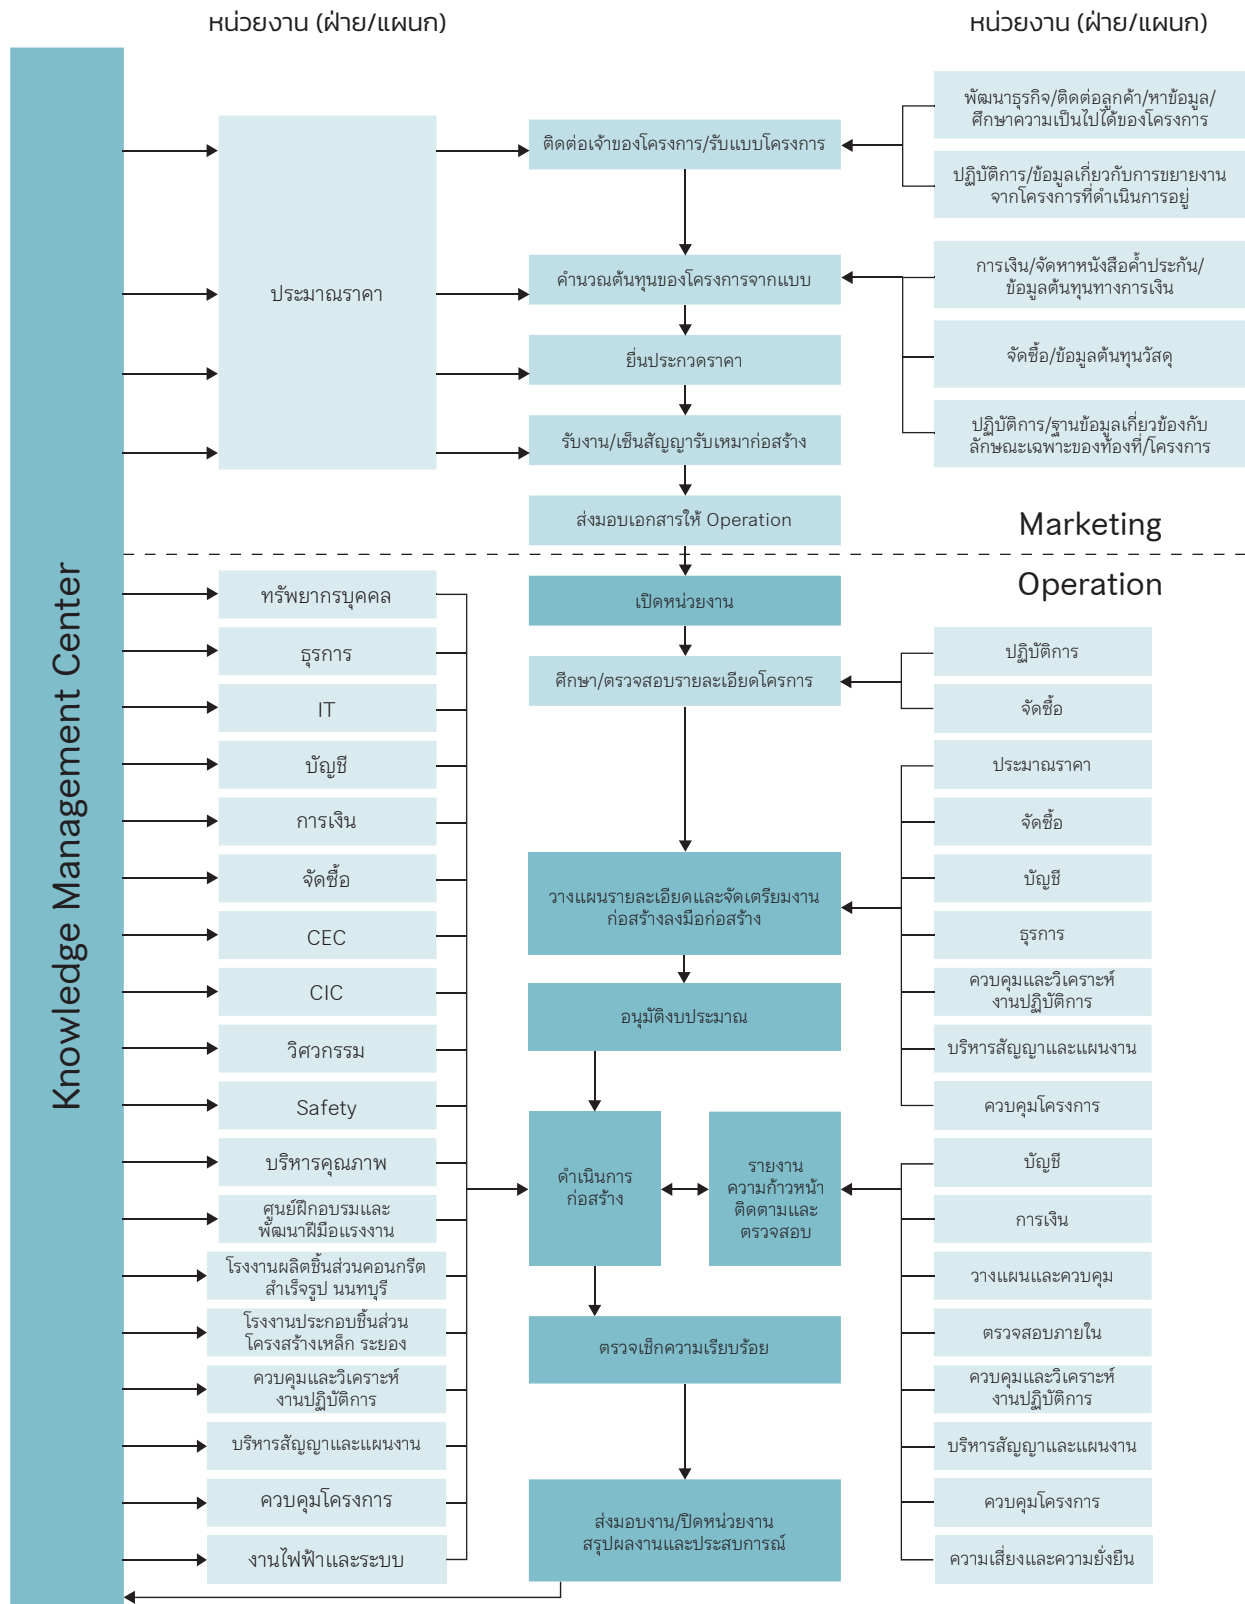 หน่วยงาน (ฝ่าย/แผนก)
หน่วยงาน (ฝ่าย/แผนก)
Knowledge Management Center
ประมาณราคา
ติดต่อเจ้าของโครงการ/รับแบบโครงการ
คำนวณต้นทุนของโครงการจากแบบ
ยื่นประกวดราคา
รับงาน/เซ็นสัญญารับเหมาก่อสร้าง
ส่งมอบเอกสารให้ Operation
พัฒนาธุรกิจ/ติดต่อลูกค้า/หาข้อมูล/
ศึกษาความเป็นไปได้ของโครงการ
ปฏิบัติการ/ข้อมูลเกี่ยวกับการขยายงาน
จากโครงการที่ดำเนินการอยู่
การเงิน/จัดหาหนังสือค้ำประกัน/
ข้อมูลต้นทุนทางการเงิน
จัดซื้อ/ข้อมูลต้นทุนวัสดุ
ปฏิบัติการ/ฐานข้อมูลเกี่ยวข้องกับ
ลักษณะเฉพาะของท้องที่/โครงการ
Marketing
Operation
ทรัพยากรบุคคล
ธุรการ
IT
บัญชี
การเงิน
จัดซื้อ
CEC
CIC
วิศวกรรม
Safety
บริหารคุณภาพ
ศูนย์ฝึกอบรมและ
พัฒนาฝีมือแรงงาน
โรงงานผลิตชิ้นส่วนคอนกรีต
สำเร็จรูป นนทบุรี
โรงงานประกอบชิ้นส่วน
โครงสร้างเหล็ก ระยอง
ควบคุมและวิเคราะห์
งานปฏิบัติการ
บริหารสัญญาและแผนงาน
ควบคุมโครงการ
งานไฟฟ้าและระบบ
เปิดหน่วยงาน
ศึกษา/ตรวจสอบรายละเอียดโครการ
วางแผนรายละเอียดและจัดเตรียมงาน
ก่อสร้างลงมือก่อสร้าง
อนุมัติงบประมาณ
ดำเนินการ
ก่อสร้าง
รายงาน
ความก้าวหน้า
ติดตามและ
ตรวจสอบ
ตรวจเช็กความเรียบร้อย
ส่งมอบงาน/ปิดหน่วยงาน
สรุปผลงานและประสบการณ์
ปฏิบัติการ
จัดซื้อ
ประมาณราคา
จัดซื้อ
บัญชี
ธุรการ
ควบคุมและวิเคราะห์
งานปฏิบัติการ
บริหารสัญญาและแผนงาน
ควบคุมโครงการ
บัญชี
การเงิน
วางแผนและควบคุม
ตรวจสอบภายใน
ควบคุมและวิเคราะห์
งานปฏิบัติการ
บริหารสัญญาและแผนงาน
ควบคุมโครงการ
ความเสี่ยงและความยั่งยืน